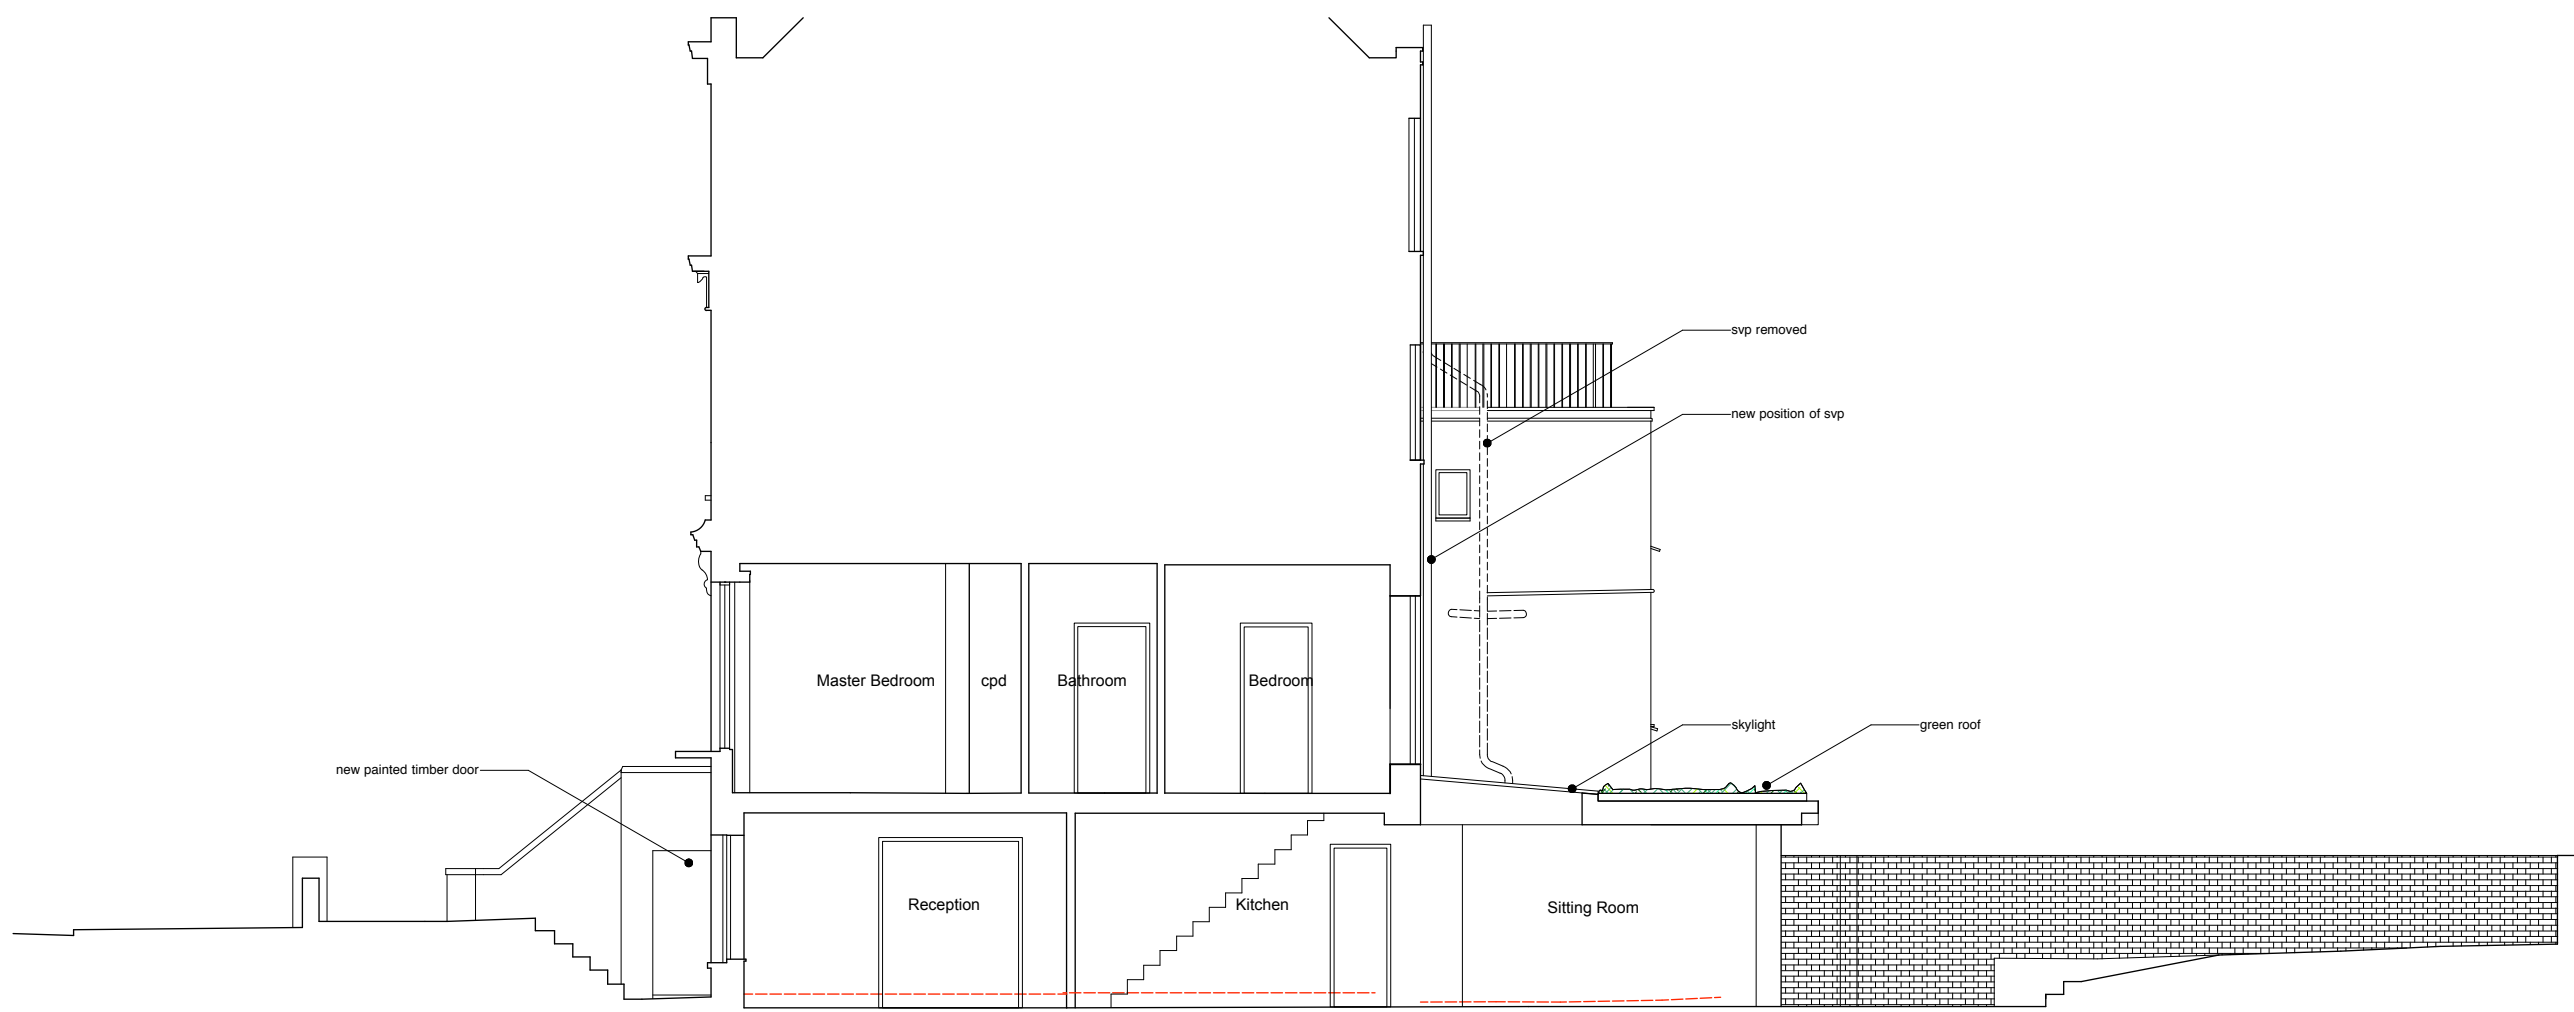 svp removed
new position of svp
Master Bedroom
cpd
Bathroom
Bedroom
skylight
green roof
new painted timber door
Reception
Kitchen
Sitting Room